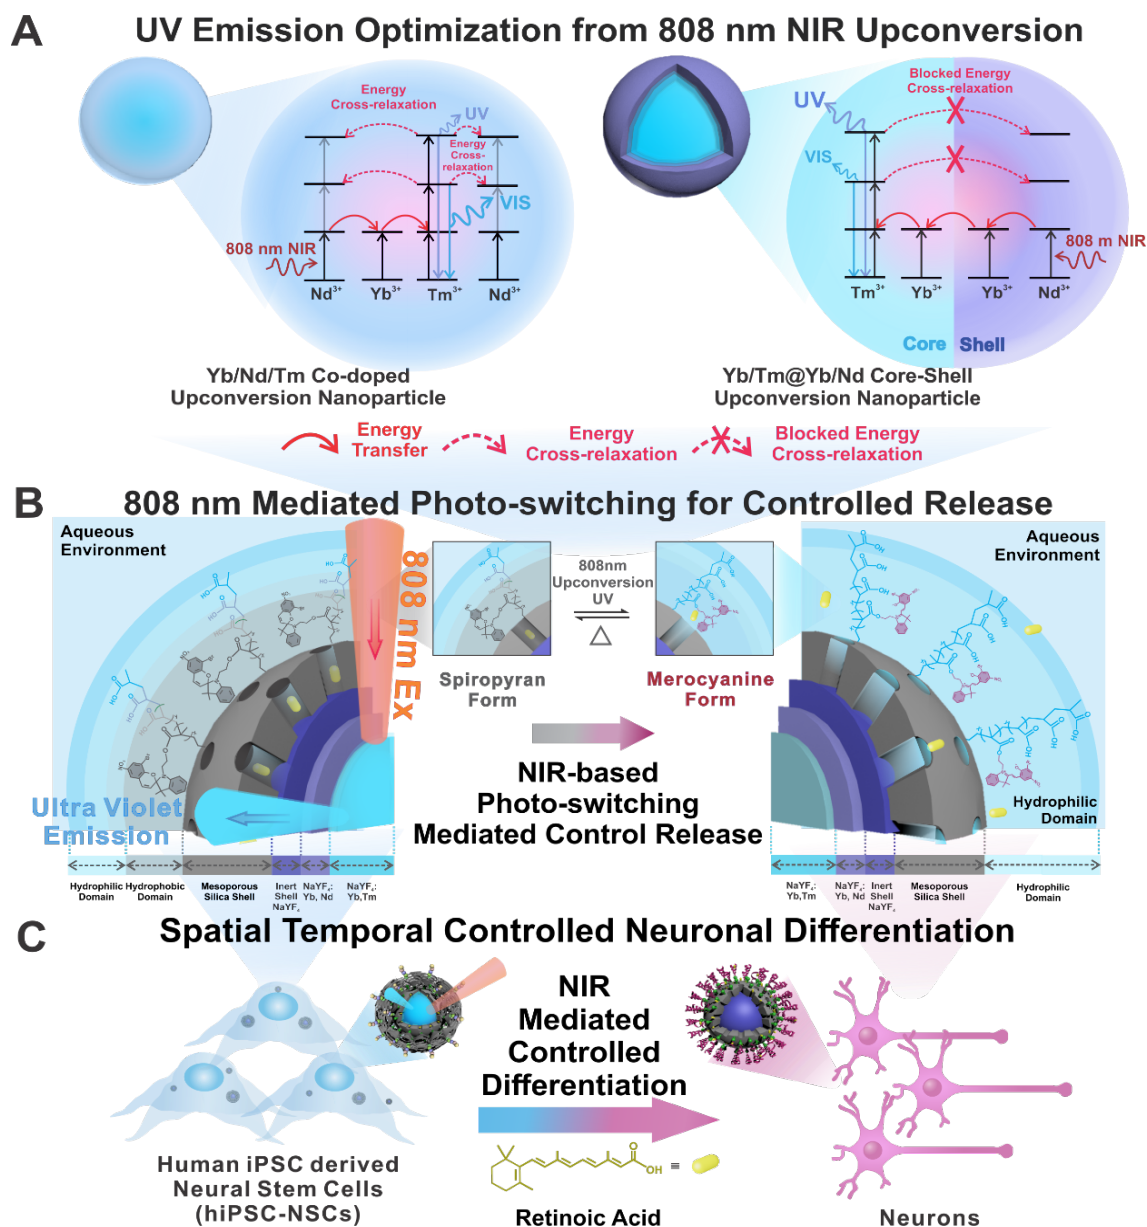 A
UV Emission Optimization from 808 nm NIR Upconversion
Energy
Cross-relaxation
UV
Energy
Cross-
relaxation
VIS
808 nm NIR
Nd3+
Yb3+
Tm3+
Nd3+
Yb/Nd/Tm Co-doped
Upconversion Nanoparticle
Blocked Energy
Cross-relaxation
UV
VIS
808 m NIR
Tm3+
Yb3+
Yb3+
Nd3+
Core
Shell
Yb/Tm@Yb/Nd Core-Shell
Upconversion Nanoparticle
Energy
Transfer
Energy
Cross-relaxation
Blocked Energy
Cross-relaxation
B
808 nm Mediated Photo-switching for Controlled Release
Aqueous
Environment
808 nm Ex
Ultra Violet
Emission
Spiropyran
Form
808nm
Upconversion
UV
△
Merocyanine
Form
NIR-based
Photo-switching
Mediated Control Release
Aqueous
Environment
Hydrophilic
Domain
Hydrophilic
Domain
Hydrophobic
Domain
Mesoporous
Silica Shell
Inert
Shell
NaYF4
NaYF4:
Yb, Nd
NaYF4:
Yb,Tm
NaYF4:
Yb,Tm
NaYF4:
Yb, Nd
Inert
Shell
NaYF4
Mesoporous
Silica Shell
Hydrophilic
Domain
C
Spatial Temporal Controlled Neuronal Differentiation
NIR
Mediated
Controlled
Differentiation
Human iPSC derived
Neural Stem Cells
(hiPSC-NSCs)
O
OH
=
Retinoic Acid
Neurons